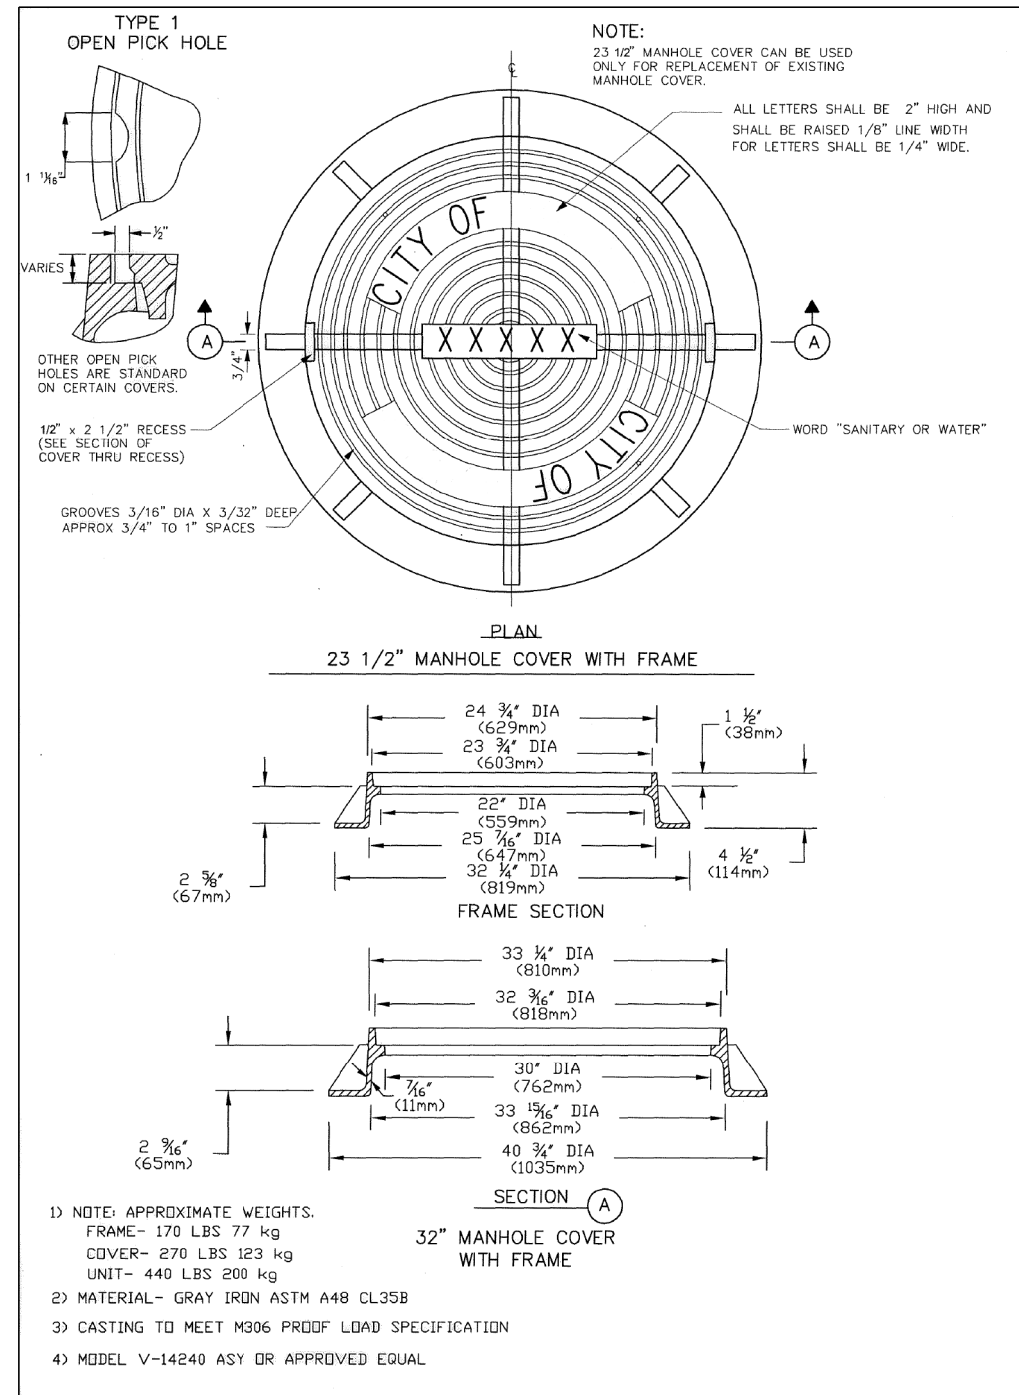 TYPE 1
OPEN PICK HOLE
1 11/16"
1/2"
VARIES
OTHER OPEN PICK
HOLES ARE STANDARD
ON CERTAIN COVERS.
NOTE:
23 1/2" MANHOLE COVER CAN BE USED
ONLY FOR REPLACEMENT OF EXISTING
MANHOLE COVER.
ALL LETTERS SHALL BE 2" HIGH AND
SHALL BE RAISED 1/8" LINE WIDTH
FOR LETTERS SHALL BE 1/4" WIDE.
℄
CITY OF
A
3/4"
X X X X X
A
CITY OF
1/2" x 2 1/2" RECESS
(SEE SECTION OF
COVER THRU RECESS)
WORD "SANITARY OR WATER"
GROOVES 3/16" DIA X 3/32" DEEP
APPROX 3/4" TO 1" SPACES
PLAN
23 1/2" MANHOLE COVER WITH FRAME
24 3/4" DIA
(629mm)
23 3/4" DIA
(603mm)
1 1/2"
(38mm)
22" DIA
(559mm)
25 7/16" DIA
(647mm)
32 1/4" DIA
(819mm)
4 1/2"
(114mm)
2 5/8"
(67mm)
FRAME SECTION
33 1/4" DIA
(810mm)
32 3/16" DIA
(818mm)
30" DIA
(762mm)
7/16"
(11mm)
33 15/16" DIA
(862mm)
40 3/4" DIA
(1035mm)
2 9/16"
(65mm)
SECTION A
32" MANHOLE COVER
WITH FRAME
1) NOTE: APPROXIMATE WEIGHTS.
FRAME- 170 LBS 77 kg
COVER- 270 LBS 123 kg
UNIT- 440 LBS 200 kg
2) MATERIAL- GRAY IRON ASTM A48 CL35B
3) CASTING TO MEET M306 PROOF LOAD SPECIFICATION
4) MODEL V-14240 ASY OR APPROVED EQUAL